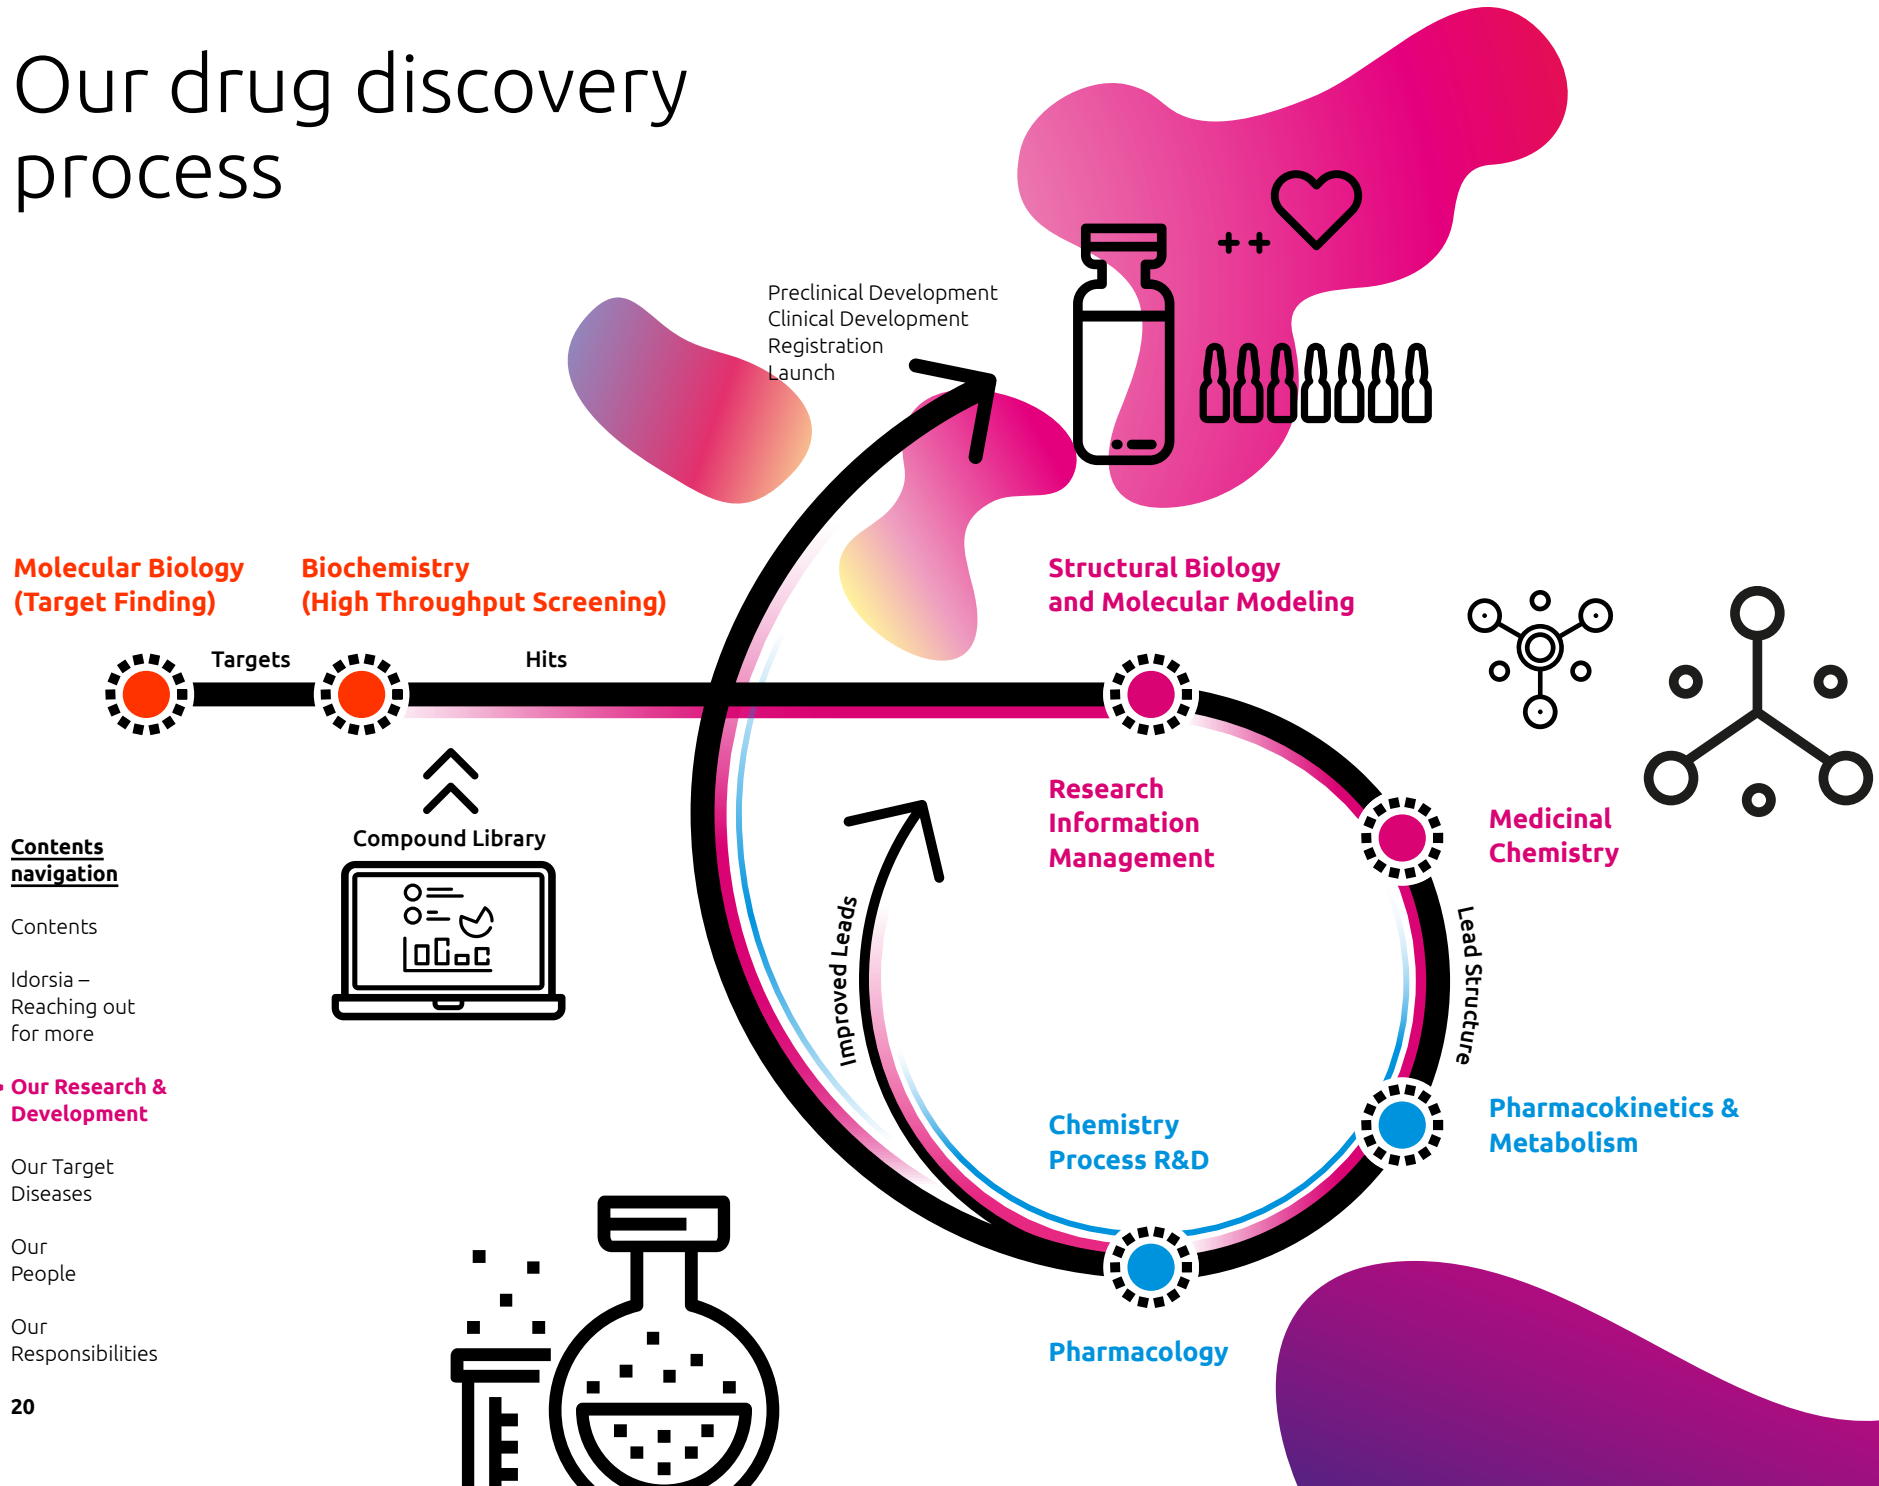 Our drug discovery
process
Preclinical Development
Clinical Development
Registration
Launch
Molecular Biology
(Target Finding)
Biochemistry
(High Throughput Screening)
Structural Biology
and Molecular Modeling
Targets
Hits
Compound Library
Research
Information
Management
Medicinal
Chemistry
Improved Leads
Lead Structure
Chemistry
Process R&D
Pharmacokinetics &
Metabolism
Pharmacology
Contents
navigation
Contents
Idorsia –
Reaching out
for more
Our Research &
Development
Our Target
Diseases
Our
People
Our
Responsibilities
20